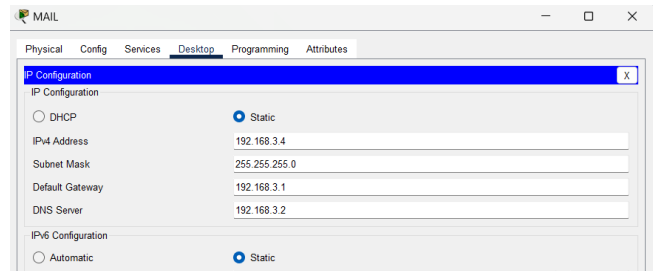 MAIL
Physical Config Services Desktop Programming Attributes
IP Configuration X
IP Configuration
DHCP Static
IPv4 Address 192.168.3.4
Subnet Mask 255.255.255.0
Default Gateway 192.168.3.1
DNS Server 192.168.3.2
IPv6 Configuration
Automatic Static